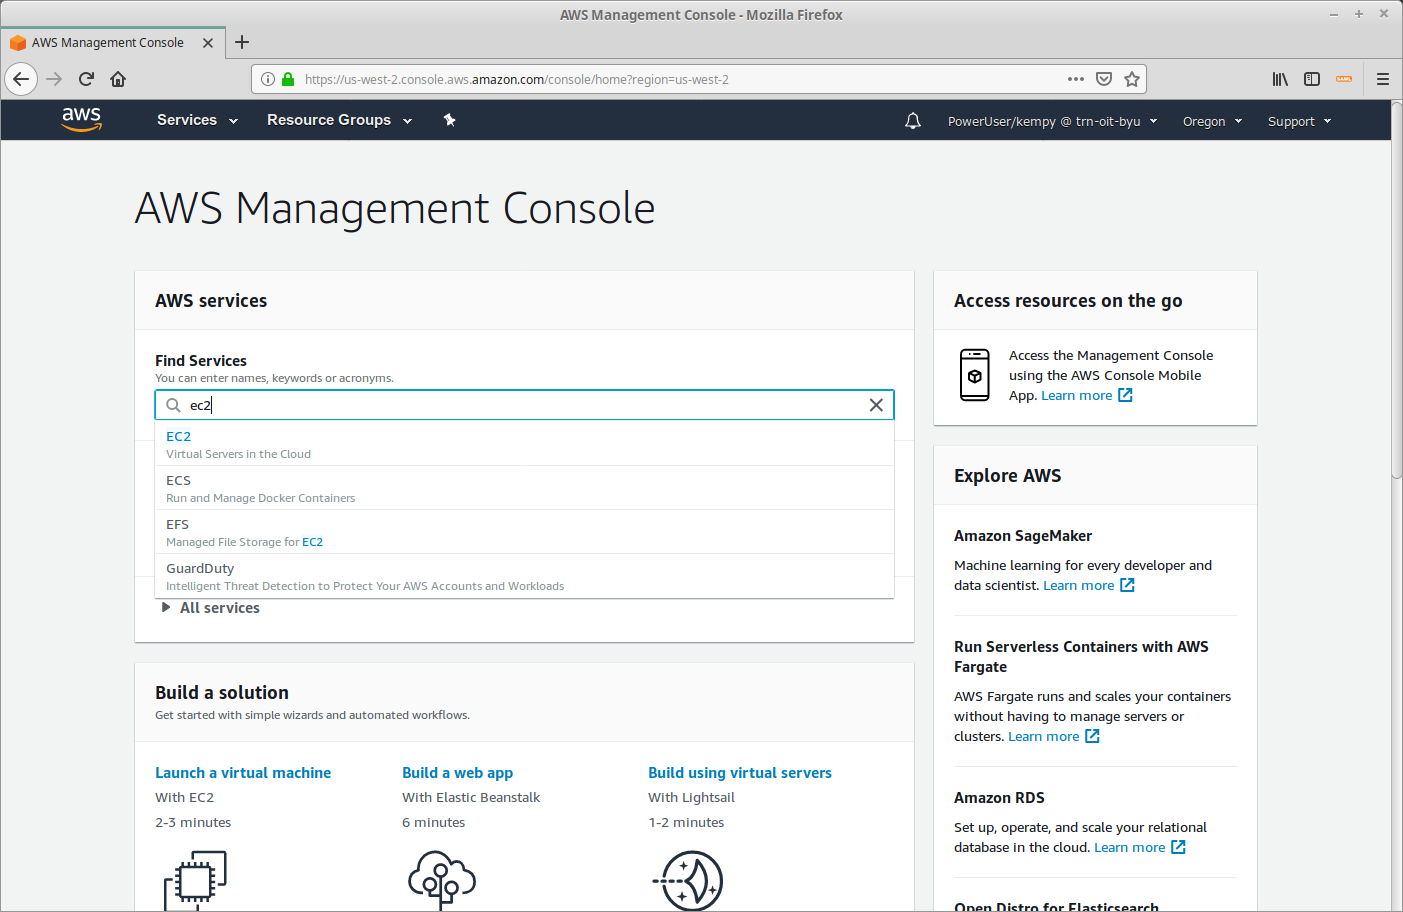 AWS Management Console - Mozilla Firefox
AWS Management Console
https://us-west-2.console.aws.amazon.com/console/home?region=us-west-2
SAML
aws
Services
Resource Groups
PowerUser/kempy @ trn-oit-byu
Oregon
Support
AWS Management Console
AWS services
Find Services
You can enter names, keywords or acronyms.
ec2
EC2
Virtual Servers in the Cloud
ECS
Run and Manage Docker Containers
EFS
Managed File Storage for EC2
GuardDuty
Intelligent Threat Detection to Protect Your AWS Accounts and Workloads
All services
Build a solution
Get started with simple wizards and automated workflows.
Launch a virtual machine
With EC2
2-3 minutes
Build a web app
With Elastic Beanstalk
6 minutes
Build using virtual servers
With Lightsail
1-2 minutes
Access resources on the go
Access the Management Console
using the AWS Console Mobile
App. Learn more
Explore AWS
Amazon SageMaker
Machine learning for every developer and
data scientist. Learn more
Run Serverless Containers with AWS
Fargate
AWS Fargate runs and scales your containers
without having to manage servers or
clusters. Learn more
Amazon RDS
Set up, operate, and scale your relational
database in the cloud. Learn more
Open Distro for Elasticsearch